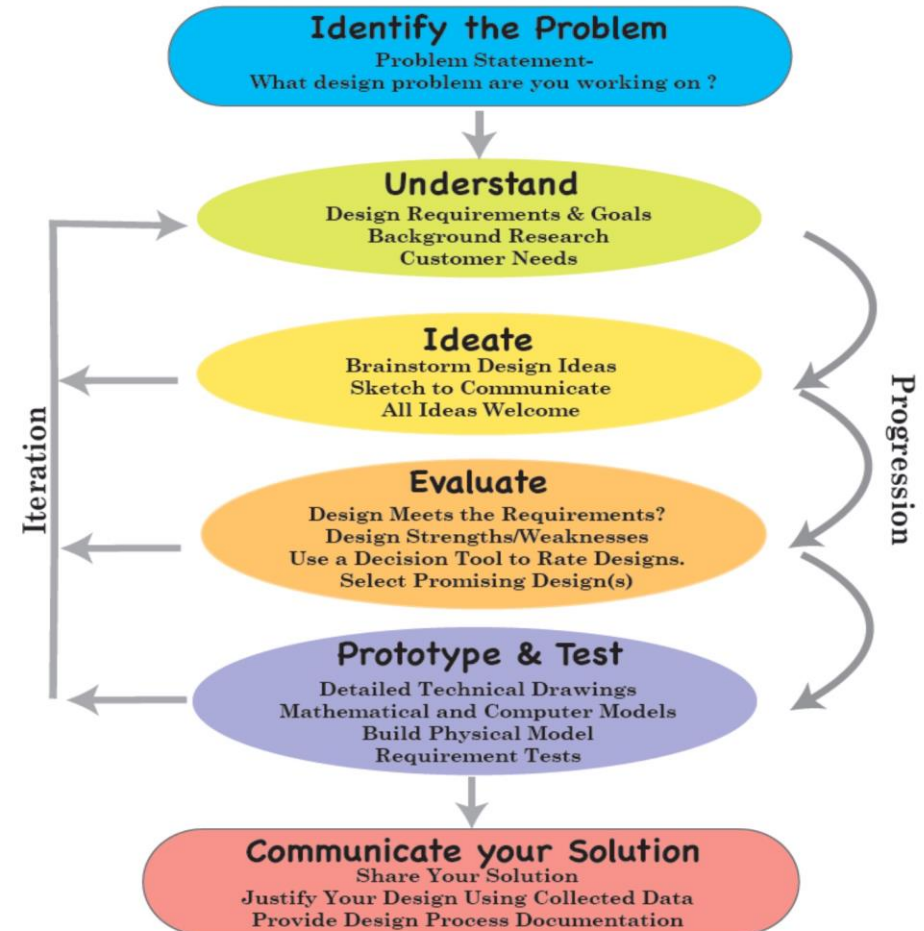 Identify the Problem
Problem Statement-
What design problem are you working on ?
Understand
Design Requirements & Goals
Background Research
Customer Needs
Ideate
Brainstorm Design Ideas
Sketch to Communicate
All Ideas Welcome
Evaluate
Design Meets the Requirements?
Design Strengths/Weaknesses
Use a Decision Tool to Rate Designs.
Select Promising Design(s)
Prototype & Test
Detailed Technical Drawings
Mathematical and Computer Models
Build Physical Model
Requirement Tests
Communicate your Solution
Share Your Solution
Justify Your Design Using Collected Data
Provide Design Process Documentation
Iteration
Progression